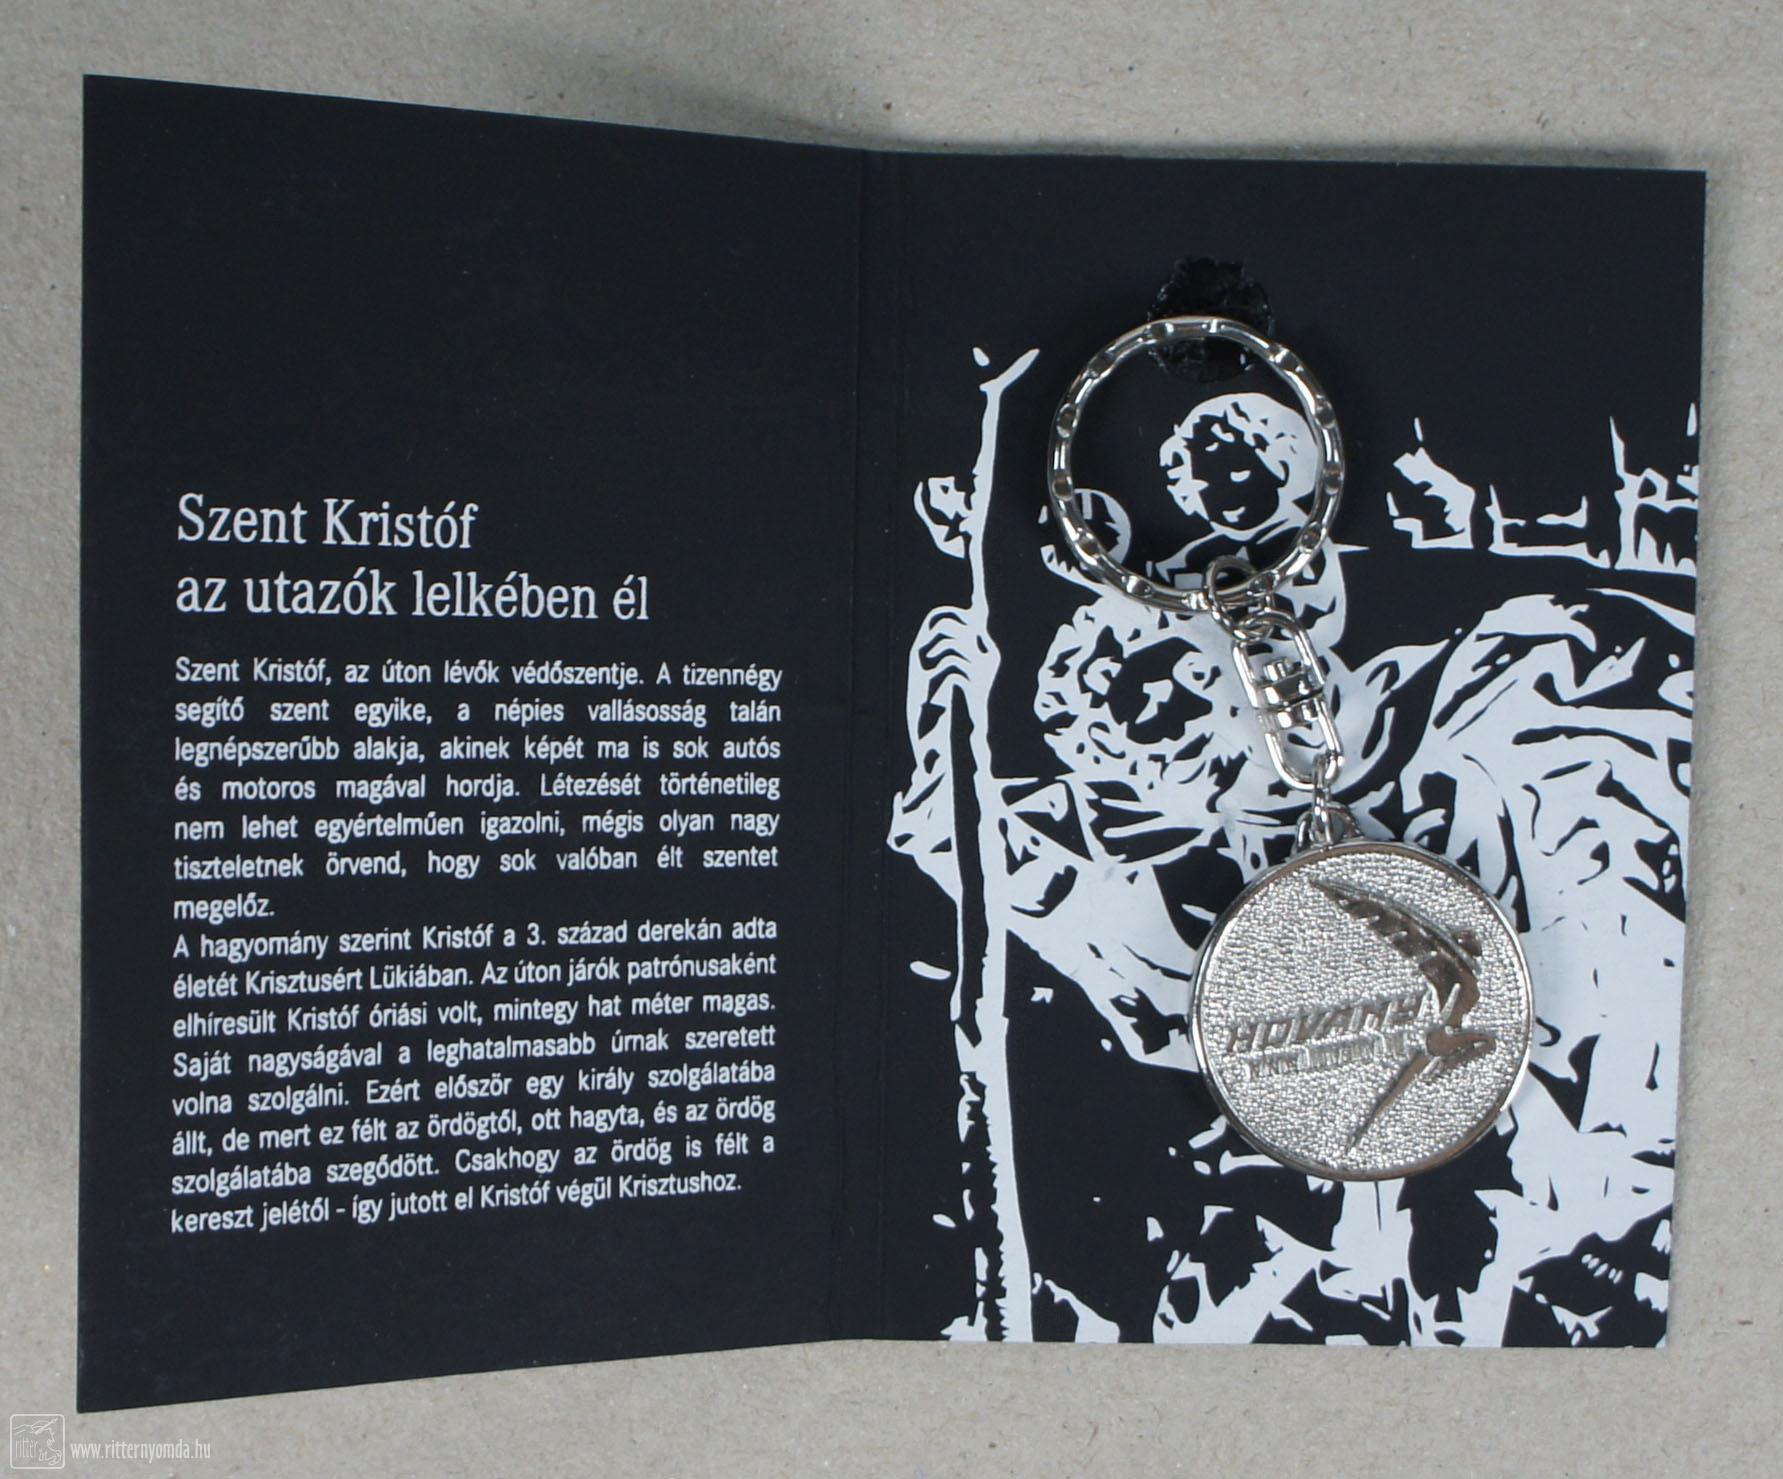 Szent Kristóf
az utazók lelkében él
Szent Kristóf, az úton lévők védőszentje. A tizennégy
segítő szent egyike, a népies vallásosság talán
legnépszerűbb alakja, akinek képét ma is sok autós
és motoros magával hordja. Létezését történetileg
nem lehet egyértelműen igazolni, mégis olyan nagy
tiszteletnek örvend, hogy sok valóban élt szentet
megelőz.
A hagyomány szerint Kristóf a 3. század derekán adta
életét Krisztusért Lükiában. Az úton járók patrónusaként
elhíresült Kristóf óriási volt, mintegy hat méter magas.
Saját nagyságával a leghatalmasabb úrnak szeretett
volna szolgálni. Ezért először egy király szolgálatába
állt, de mert ez félt az ördögtől, ott hagyta, és az ördög
szolgálatába szegődött. Csakhogy az ördög is félt a
kereszt jelétől - így jutott el Kristóf végül Krisztushoz.
HOVÁNY
ritter
www.ritternyomda.hu